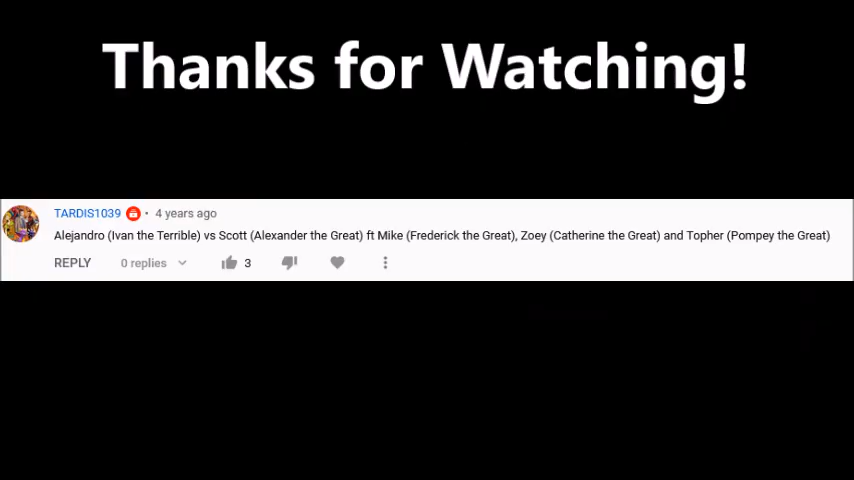 Thanks for Watching!
TARDIS1039 • 4 years ago
Alejandro (Ivan the Terrible) vs Scott (Alexander the Great) ft Mike (Frederick the Great), Zoey (Catherine the Great) and Topher (Pompey the Great)
REPLY 0 replies 3